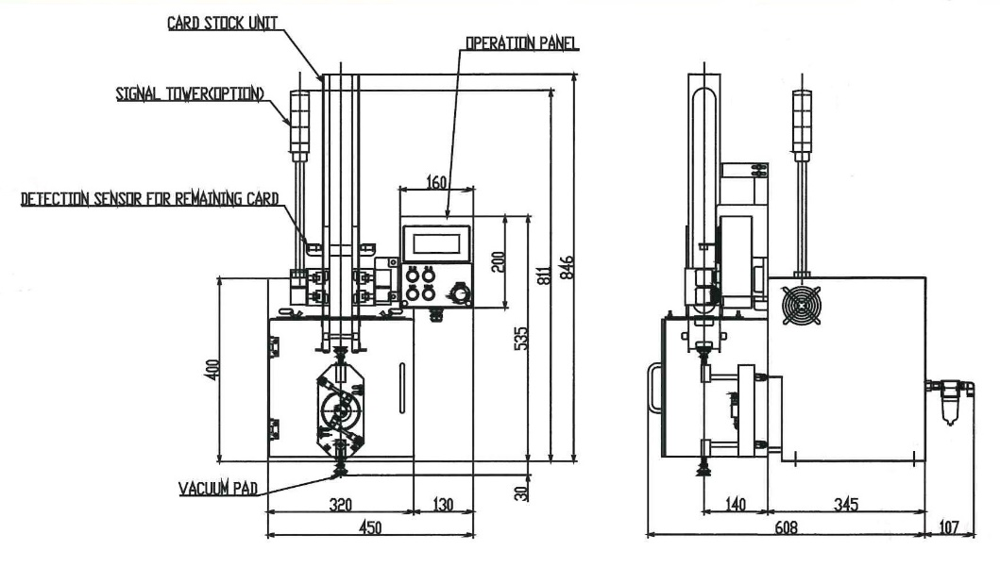 CARD STOCK UNIT
OPERATION PANEL
SIGNAL TOWER(OPTION)
160
DETECTION SENSOR FOR REMAINING CARD
200
811
846
535
400
VACUUM PAD
30
320
130
140
345
450
608
107